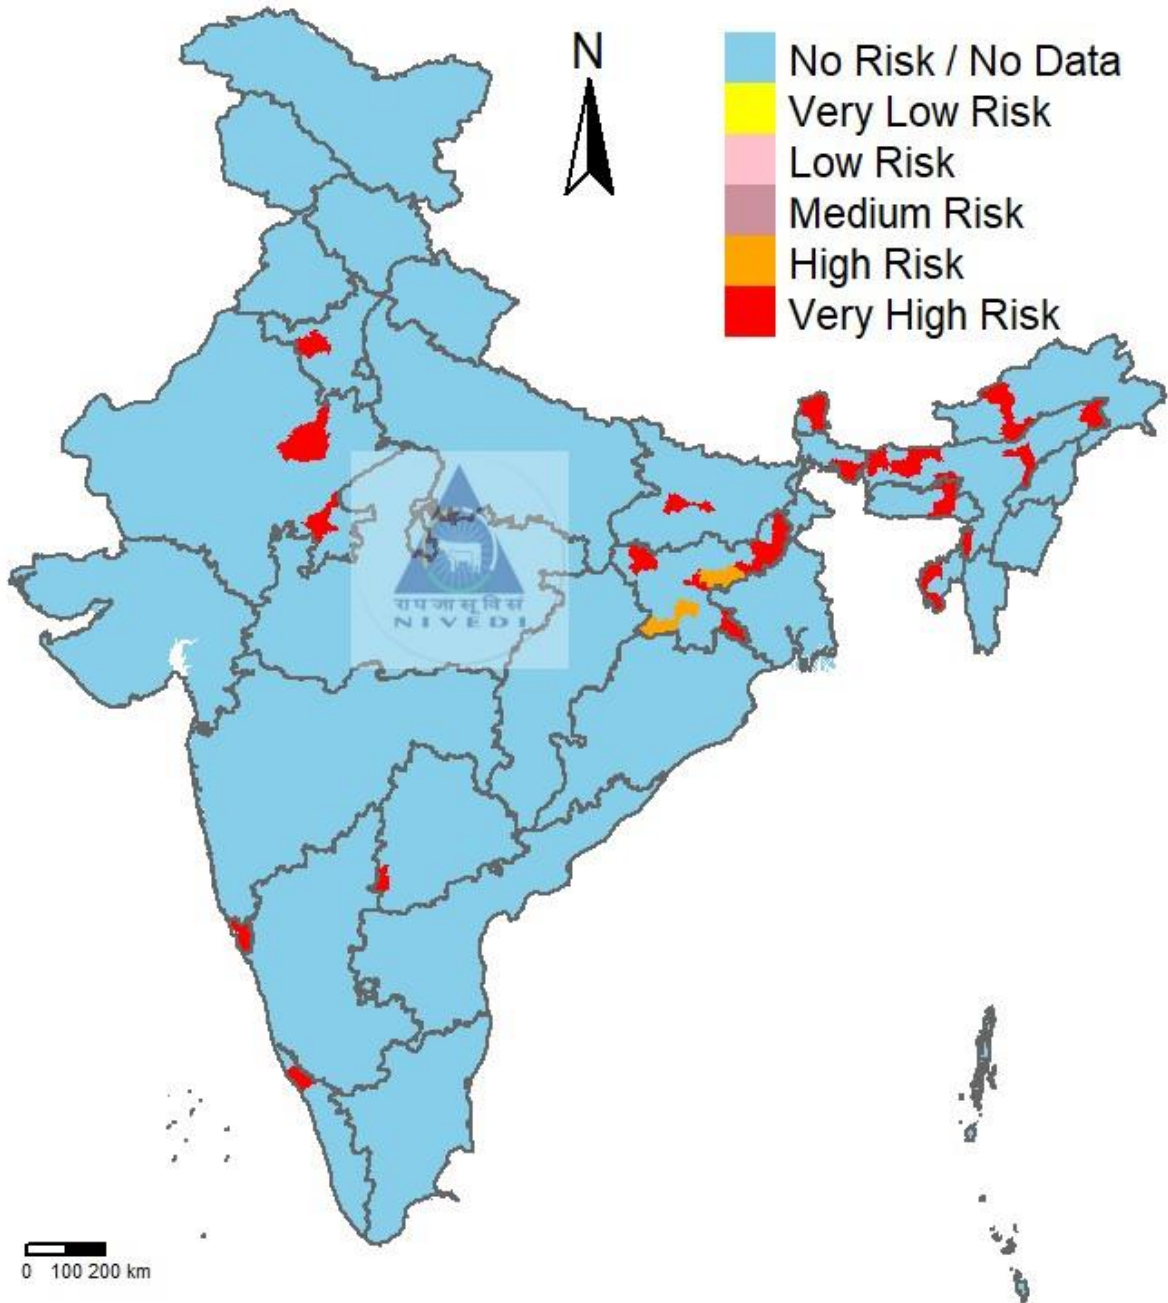 N
No Risk / No Data
Very Low Risk
Low Risk
Medium Risk
High Risk
Very High Risk
रापजासूविसं
NIVEDI
0 100 200 km